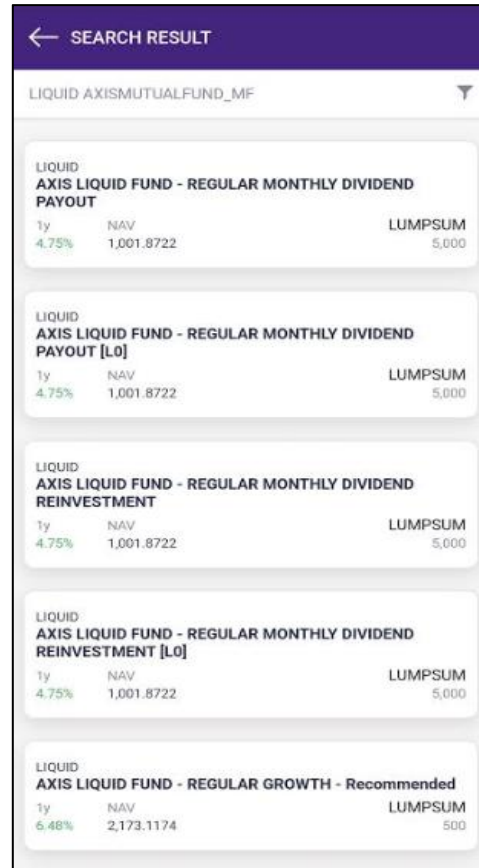 SEARCH RESULT
LIQUID AXISMUTUALFUND_MF
LIQUID
AXIS LIQUID FUND - REGULAR MONTHLY DIVIDEND
PAYOUT
1y NAV LUMPSUM
4.75% 1,001.8722 5,000
LIQUID
AXIS LIQUID FUND - REGULAR MONTHLY DIVIDEND
PAYOUT [L0]
1y NAV LUMPSUM
4.75% 1,001.8722 5,000
LIQUID
AXIS LIQUID FUND - REGULAR MONTHLY DIVIDEND
REINVESTMENT
1y NAV LUMPSUM
4.75% 1,001.8722 5,000
LIQUID
AXIS LIQUID FUND - REGULAR MONTHLY DIVIDEND
REINVESTMENT [L0]
1y NAV LUMPSUM
4.75% 1,001.8722 5,000
LIQUID
AXIS LIQUID FUND - REGULAR GROWTH - Recommended
1y NAV LUMPSUM
6.48% 2,173.1174 500